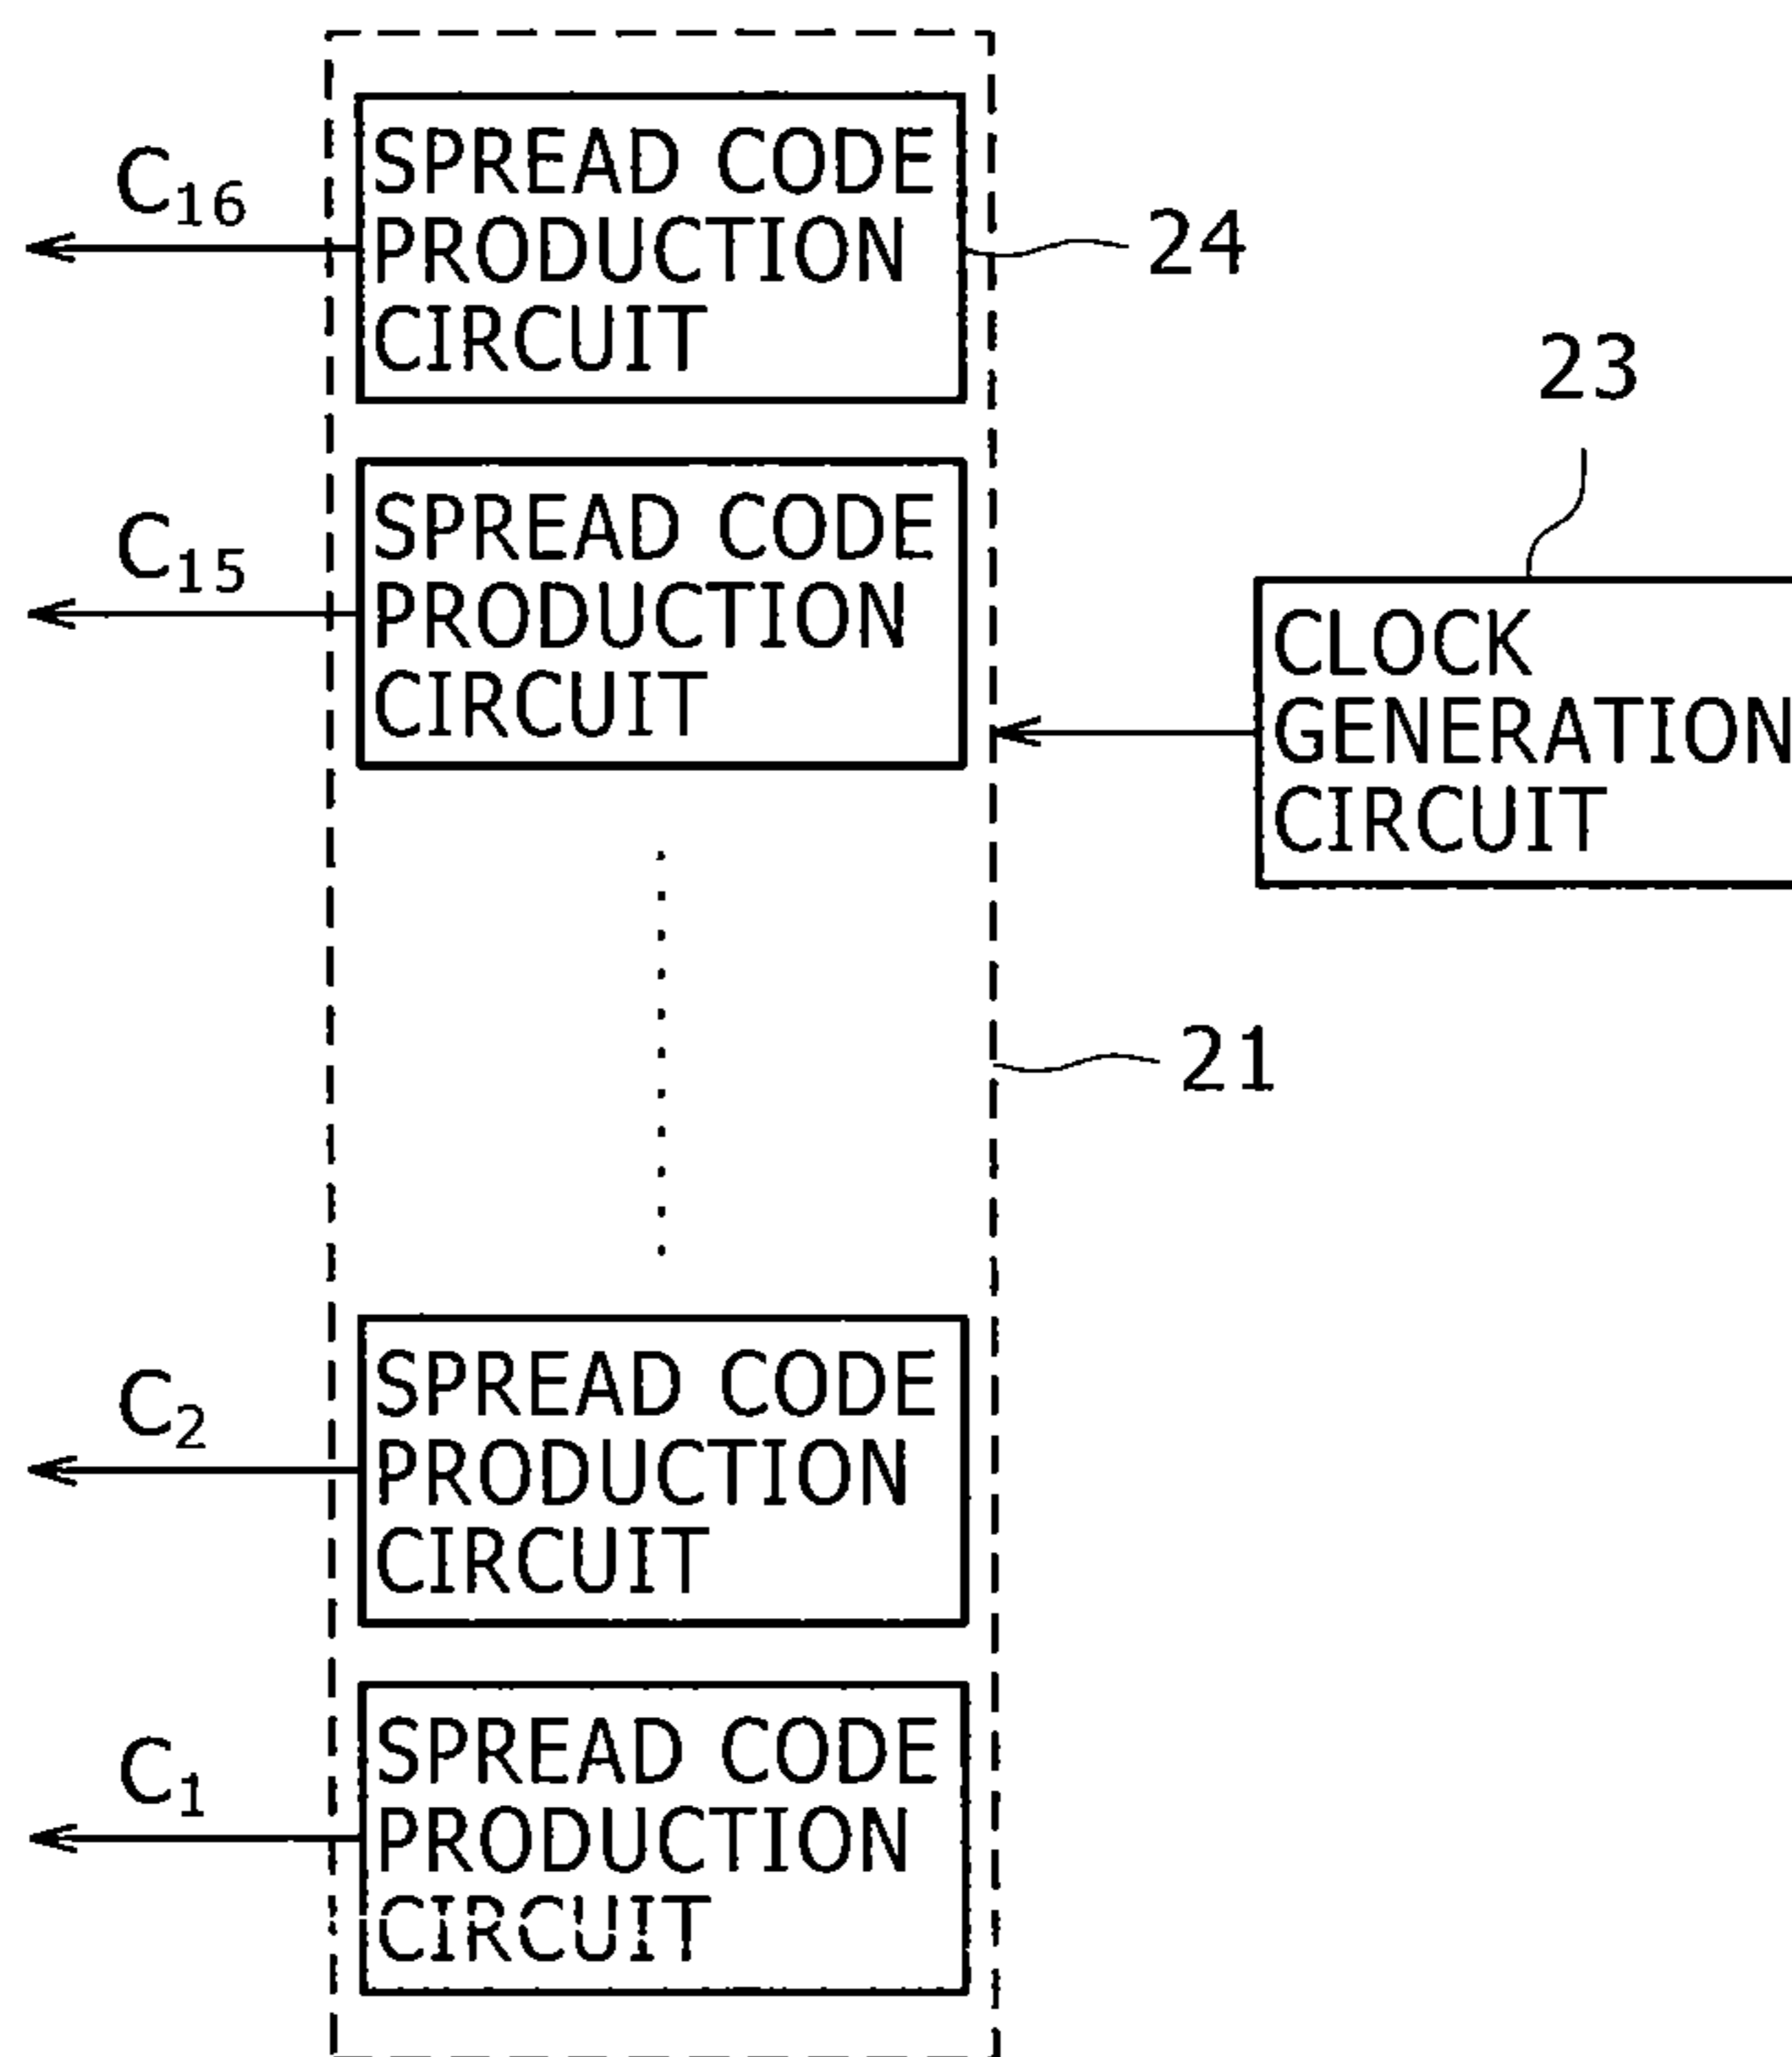 C16
SPREAD CODE
PRODUCTION
CIRCUIT
24
23
C15
SPREAD CODE
PRODUCTION
CIRCUIT
CLOCK
GENERATION
CIRCUIT
21
C2
SPREAD CODE
PRODUCTION
CIRCUIT
C1
SPREAD CODE
PRODUCTION
CIRCUIT